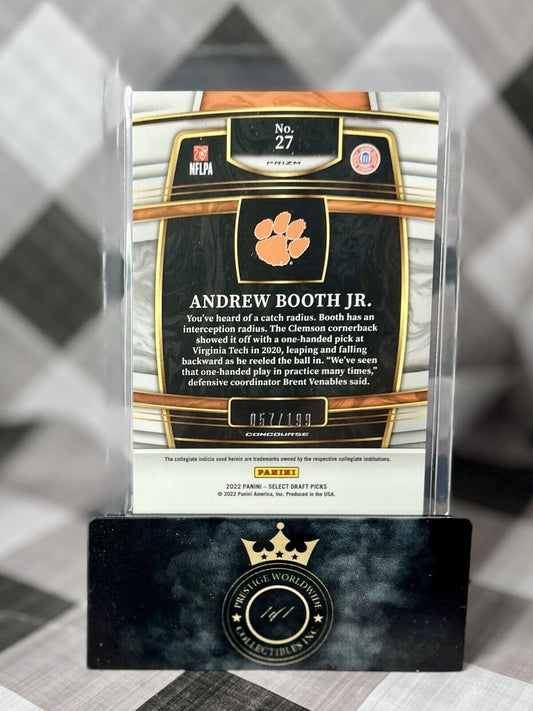 No.
27
PRIZM
NFLPA
ANDREW BOOTH JR.
You've heard of a catch radius. Booth has an
interception radius. The Clemson cornerback
showed it off with a one-handed pick at
Virginia Tech in 2020, leaping and falling
backward as he reeled the ball in. “We've seen
that one-handed play in practice many times,”
defensive coordinator Brent Venables said.
057/199
CONCOURSE
The collegiate indicia used herein are trademarks owned by the respective collegiate institutions.
PANINI
2022 PANINI – SELECT DRAFT PICKS
© 2022 Panini America, Inc. Produced in the USA.
PRESTIGE WORLDWIDE
1of1
COLLECTIBLES INC